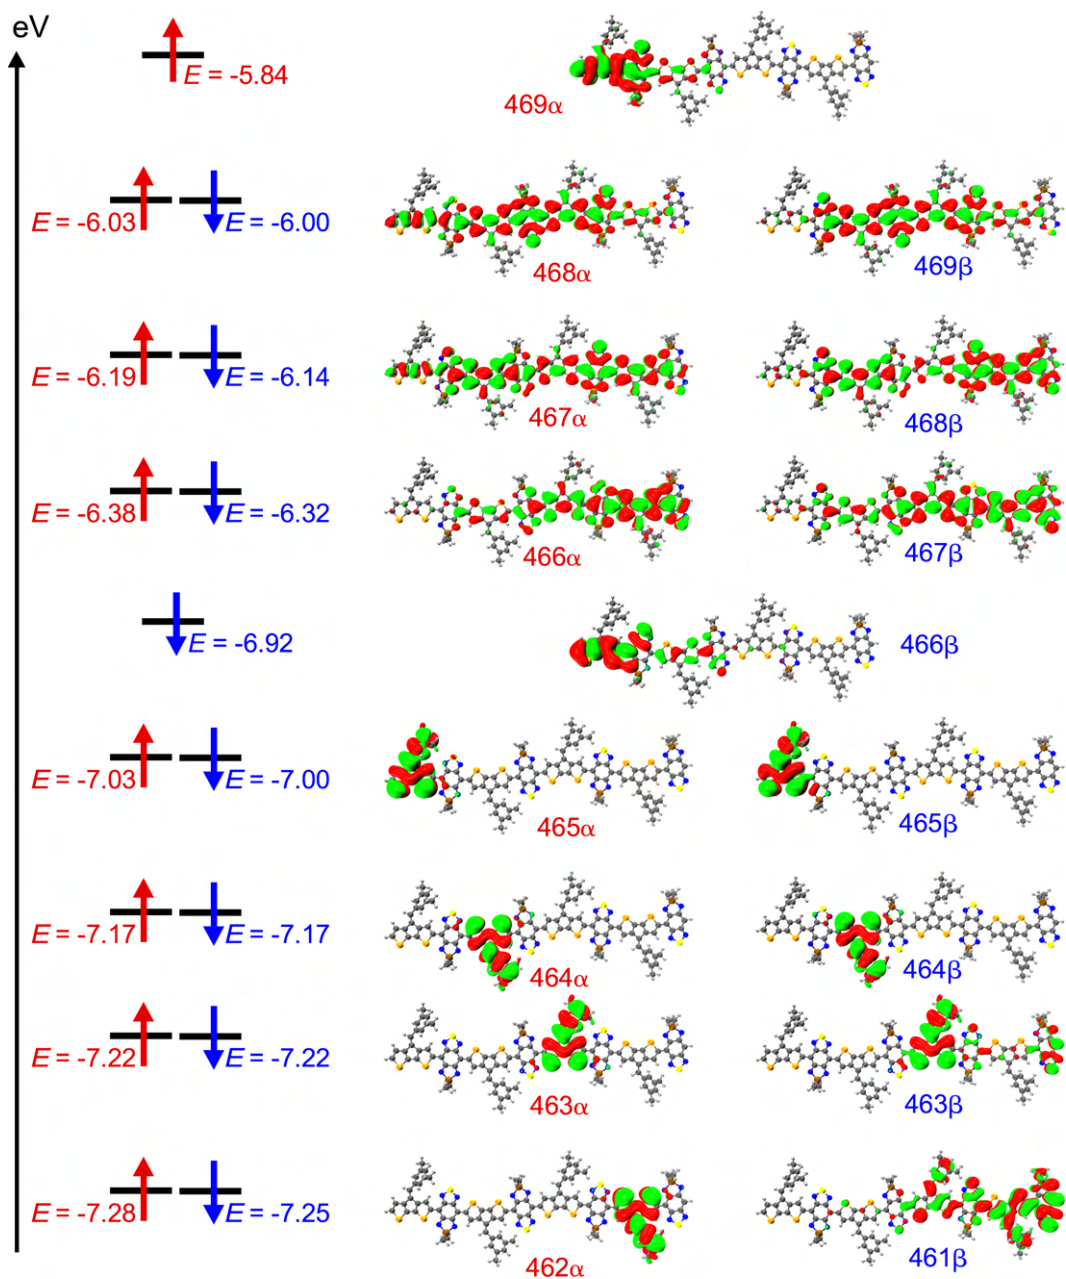 eV
E = -5.84
469α
E = -6.03
E = -6.00
468α
469β
E = -6.19
E = -6.14
467α
468β
E = -6.38
E = -6.32
466α
467β
E = -6.92
466β
E = -7.03
E = -7.00
465α
465β
E = -7.17
E = -7.17
464α
464β
E = -7.22
E = -7.22
463α
463β
E = -7.28
E = -7.25
462α
461β